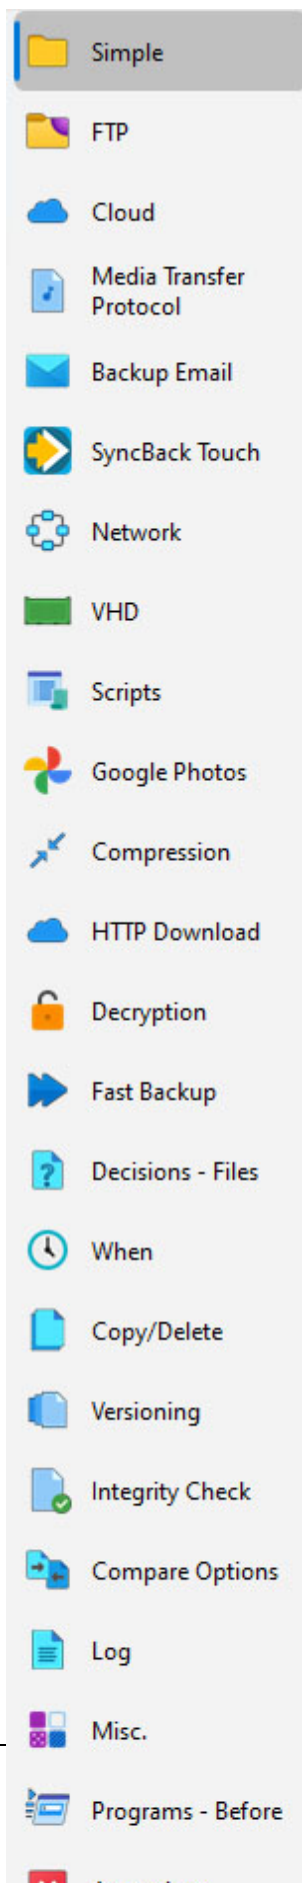 Simple
FTP
Cloud
Media Transfer
Protocol
Backup Email
SyncBack Touch
Network
VHD
Scripts
Google Photos
Compression
HTTP Download
Decryption
Fast Backup
Decisions - Files
When
Copy/Delete
Versioning
Integrity Check
Compare Options
Log
Misc.
Programs - Before